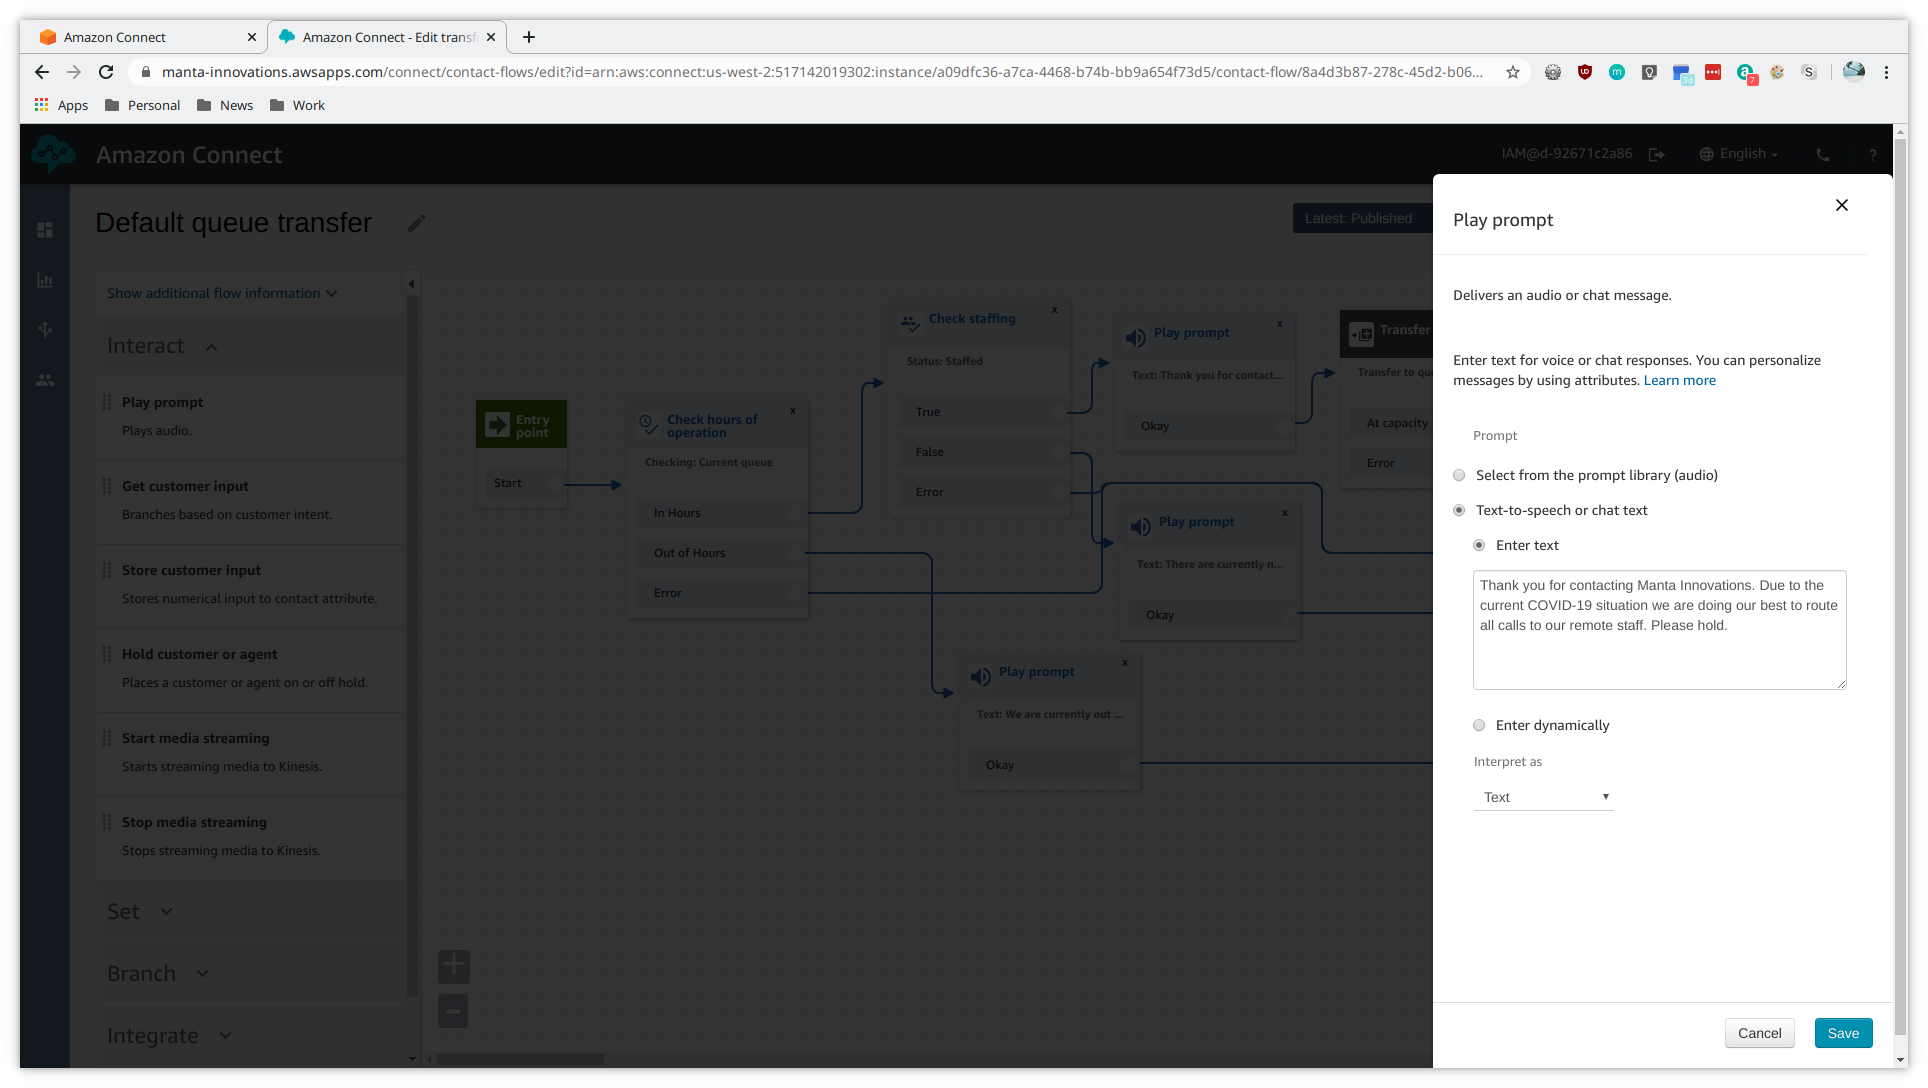 Amazon Connect
Amazon Connect - Edit transf
manta-innovations.awsapps.com/connect/contact-flows/edit?id=arn:aws:connect:us-west-2:517142019302:instance/a09dfc36-a7ca-4468-b74b-bb9a654f73d5/contact-flow/8a4d3b87-278c-45d2-b06...
Apps
Personal
News
Work
Amazon Connect
IAM@d-92671c2a86
English
?
Default queue transfer
Latest: Published
Show additional flow information
Interact
Play prompt
Plays audio.
Get customer input
Branches based on customer intent.
Store customer input
Stores numerical input to contact attribute.
Hold customer or agent
Places a customer or agent on or off hold.
Start media streaming
Starts streaming media to Kinesis.
Stop media streaming
Stops streaming media to Kinesis.
Set
Branch
Integrate
Entry
point
Start
Check hours of
operation
Checking: Current queue
In Hours
Out of Hours
Error
Check staffing
Status: Staffed
True
False
Error
Play prompt
Text: Thank you for contact...
Okay
Play prompt
Text: There are currently n...
Okay
Play prompt
Text: We are currently out ...
Okay
Transfer
Transfer to que
At capacity
Error
Play prompt
Delivers an audio or chat message.
Enter text for voice or chat responses. You can personalize
messages by using attributes. Learn more
Prompt
Select from the prompt library (audio)
Text-to-speech or chat text
Enter text
Thank you for contacting Manta Innovations. Due to the
current COVID-19 situation we are doing our best to route
all calls to our remote staff. Please hold.
Enter dynamically
Interpret as
Text
Cancel
Save